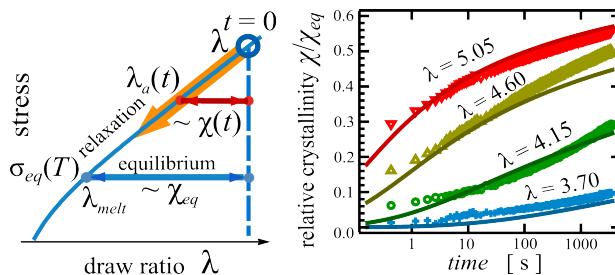 t = 0
λ
λa(t)
~ χ(t)
relaxation
stress
σeq(T)
equilibrium
~ χeq
λmelt
draw ratio λ
relative crystallinity χ/χeq
0.6
0.5
0.4
0.3
0.2
0.1
0.0
λ = 5.05
λ = 4.60
λ = 4.15
λ = 3.70
1
10
100
1000
time [ s ]